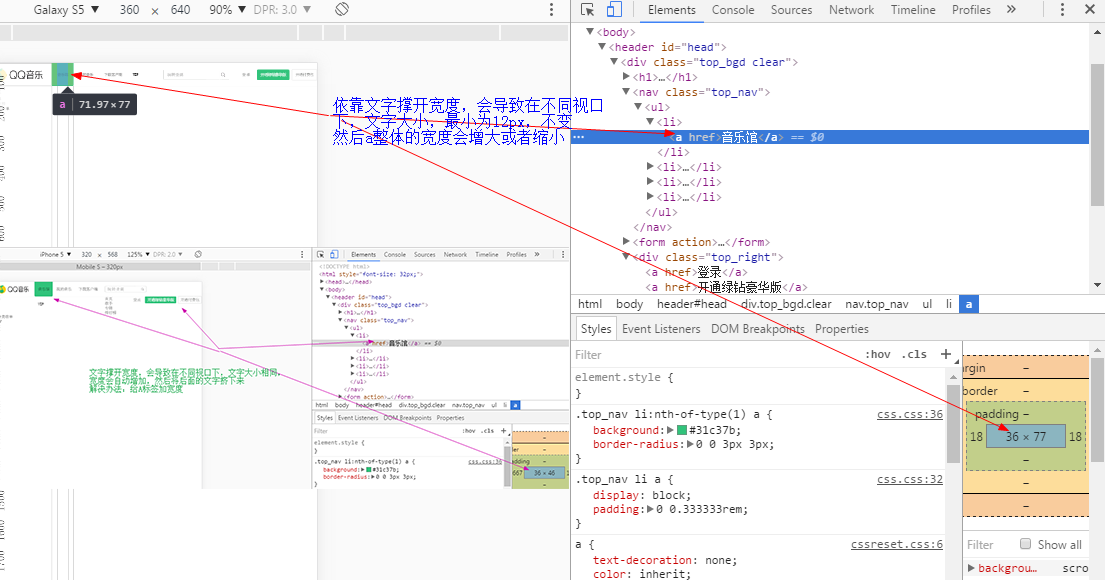 Galaxy S5 ▼ 360 × 640 90% ▼ DPR: 3.0 ▼
Elements Console Sources Network Timeline Profiles »
QQ音乐
a 71.97×77
依靠文字撑开宽度，会导致在不同视口
下，文字大小，最小为12px，不变
然后a整体的宽度会增大或者缩小
▼<body>
▼<header id="head">
▼<div class="top_bgd clear">
▶<h1>…</h1>
▼<nav class="top_nav">
▼<ul>
▼<li>
<a href>音乐馆</a> == $0
</li>
▶<li>…</li>
▶<li>…</li>
▶<li>…</li>
</ul>
</nav>
▶<form action>…</form>
▼<div class="top_right">
<a href>登录</a>
<a href>开通绿钻豪华版</a>
html body header#head div.top_bgd.clear nav.top_nav ul li a
Styles Event Listeners DOM Breakpoints Properties
Filter :hov .cls +
element.style {
}
.top_nav li:nth-of-type(1) a { css.css:36
background:▶#31c37b;
border-radius:▶0 0 3px 3px;
}
.top_nav li a { css.css:32
display: block;
padding:▶0 0.333333rem;
}
a { cssreset.css:6
text-decoration: none;
color: inherit;
argin –
border –
padding –
18 36 × 77 18
–
–
–
Filter Show all
▶backgrou… scro
iPhone 5 ▼ 320 × 568 125% ▼ DPR: 2.0 ▼
Elements Console Sources Network Timeline Profiles »
Mobile S – 320px
QQ音乐
文字撑开宽度，会导致在不同视口下，文字大小相同，
宽度会自动增加，然后将后面的文字挤下来
解决办法，给A标签加宽度
<!DOCTYPE html>
<html style="font-size: 32px;">
▶<head>…</head>
▼<body>
▼<header id="head">
▼<div class="top_bgd clear">
▶<h1>…</h1>
▼<nav class="top_nav">
▼<ul>
▼<li>
<a href>音乐馆</a> == $0
</li>
▶<li>…</li>
▶<li>…</li>
▶<li>…</li>
</ul>
</nav>
▶<form action>…</form>
html body header#head div.top_bgd.clear nav.top_nav ul li a
Styles Event Listeners DOM Breakpoints Properties
Filter :hov .cls +
element.style {
}
.top_nav li:nth-of-type(1) a { css.css:36
background:▶#31c37b;
border-radius:▶0 0 3px 3px;
36 × 46